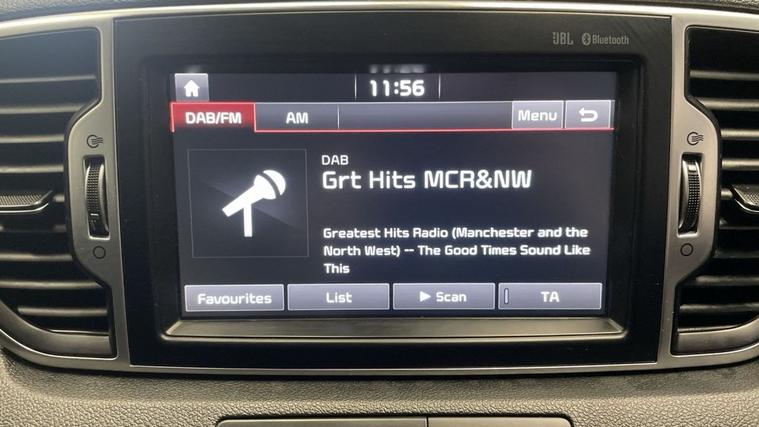 JBL Bluetooth
11:56
DAB/FM AM Menu
DAB
Grt Hits MCR&NW
Greatest Hits Radio (Manchester and the
North West) -- The Good Times Sound Like
This
Favourites List Scan TA